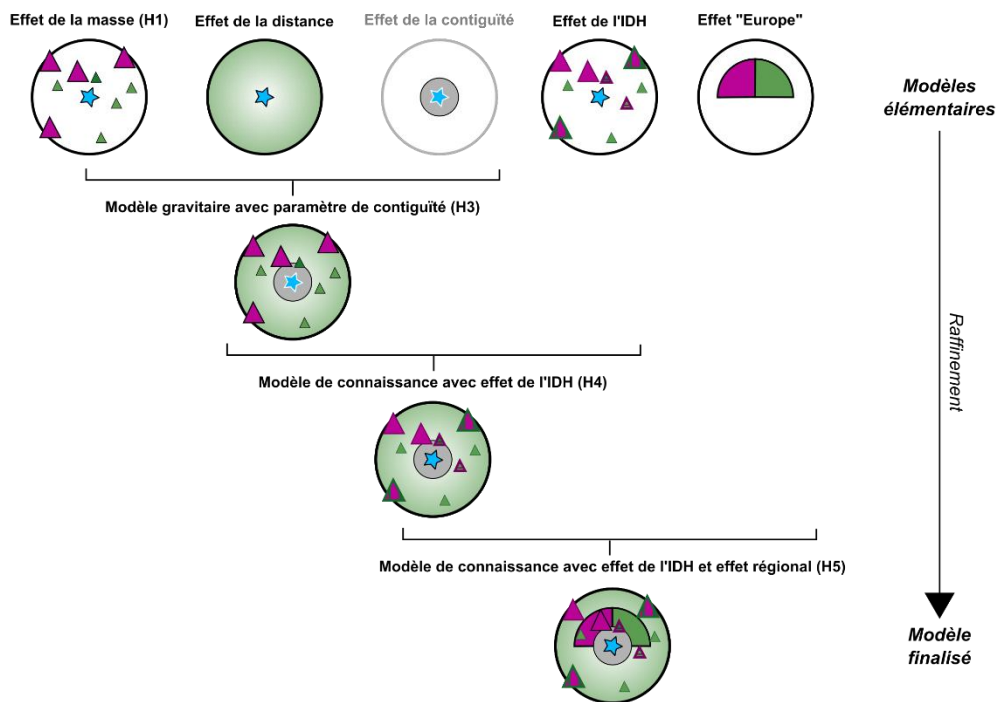 Effet de la masse (H1)
Effet de la distance
Effet de la contiguïté
Effet de l'IDH
Effet "Europe"
Modèles
élémentaires
Modèle gravitaire avec paramètre de contiguïté (H3)
Modèle de connaissance avec effet de l'IDH (H4)
Raffinement
Modèle de connaissance avec effet de l'IDH et effet régional (H5)
Modèle
finalisé